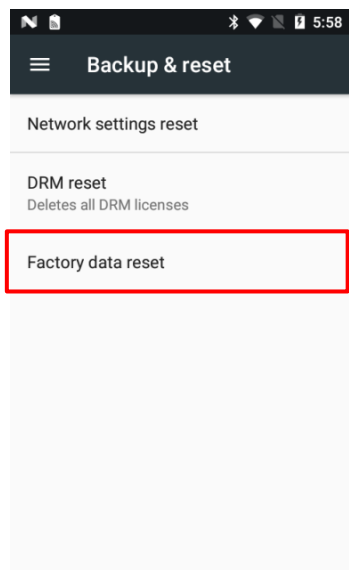 5:58
Backup & reset
Network settings reset
DRM reset
Deletes all DRM licenses
Factory data reset